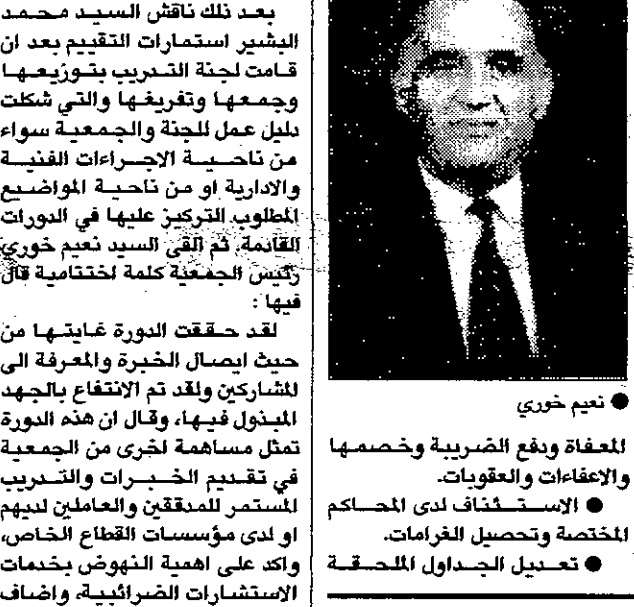 ● نعيم خوري
المعفاة ودفع الضريبة وخصمها
والاعفاءات والعقوبات.
● الاستئناف لدى المحاكم
المختصة وتحصيل الغرامات.
● تعديل الجداول الملحقة
بعد ذلك ناقش السيد محمد
البشير استمارات التقييم بعد ان
قامت لجنة التدريب بتوزيعها
وجمعها وتفريغها والتي شكلت
دليل عمل للجنة والجمعية سواء
من ناحية الاجراءات الفنية
والادارية او من ناحية المواضيع
المطلوب التركيز عليها في الدورات
القادمة، ثم القى السيد نعيم خوري
رئيس الجمعية كلمة اختتامية قال
فيها :
لقد حققت الدورة غايتها من
حيث ايصال الخبرة والمعرفة الى
المشاركين ولقد تم الانتفاع بالجهد
المبذول فيها، وقال ان هذه الدورة
تمثل مساهمة اخرى من الجمعية
في تقديم الخبرات والتدريب
المستمر للمدققين والعاملين لديهم
او لدى مؤسسات القطاع الخاص،
واكد على اهمية النهوض بخدمات
الاستشارات الضرائبية، واضاف